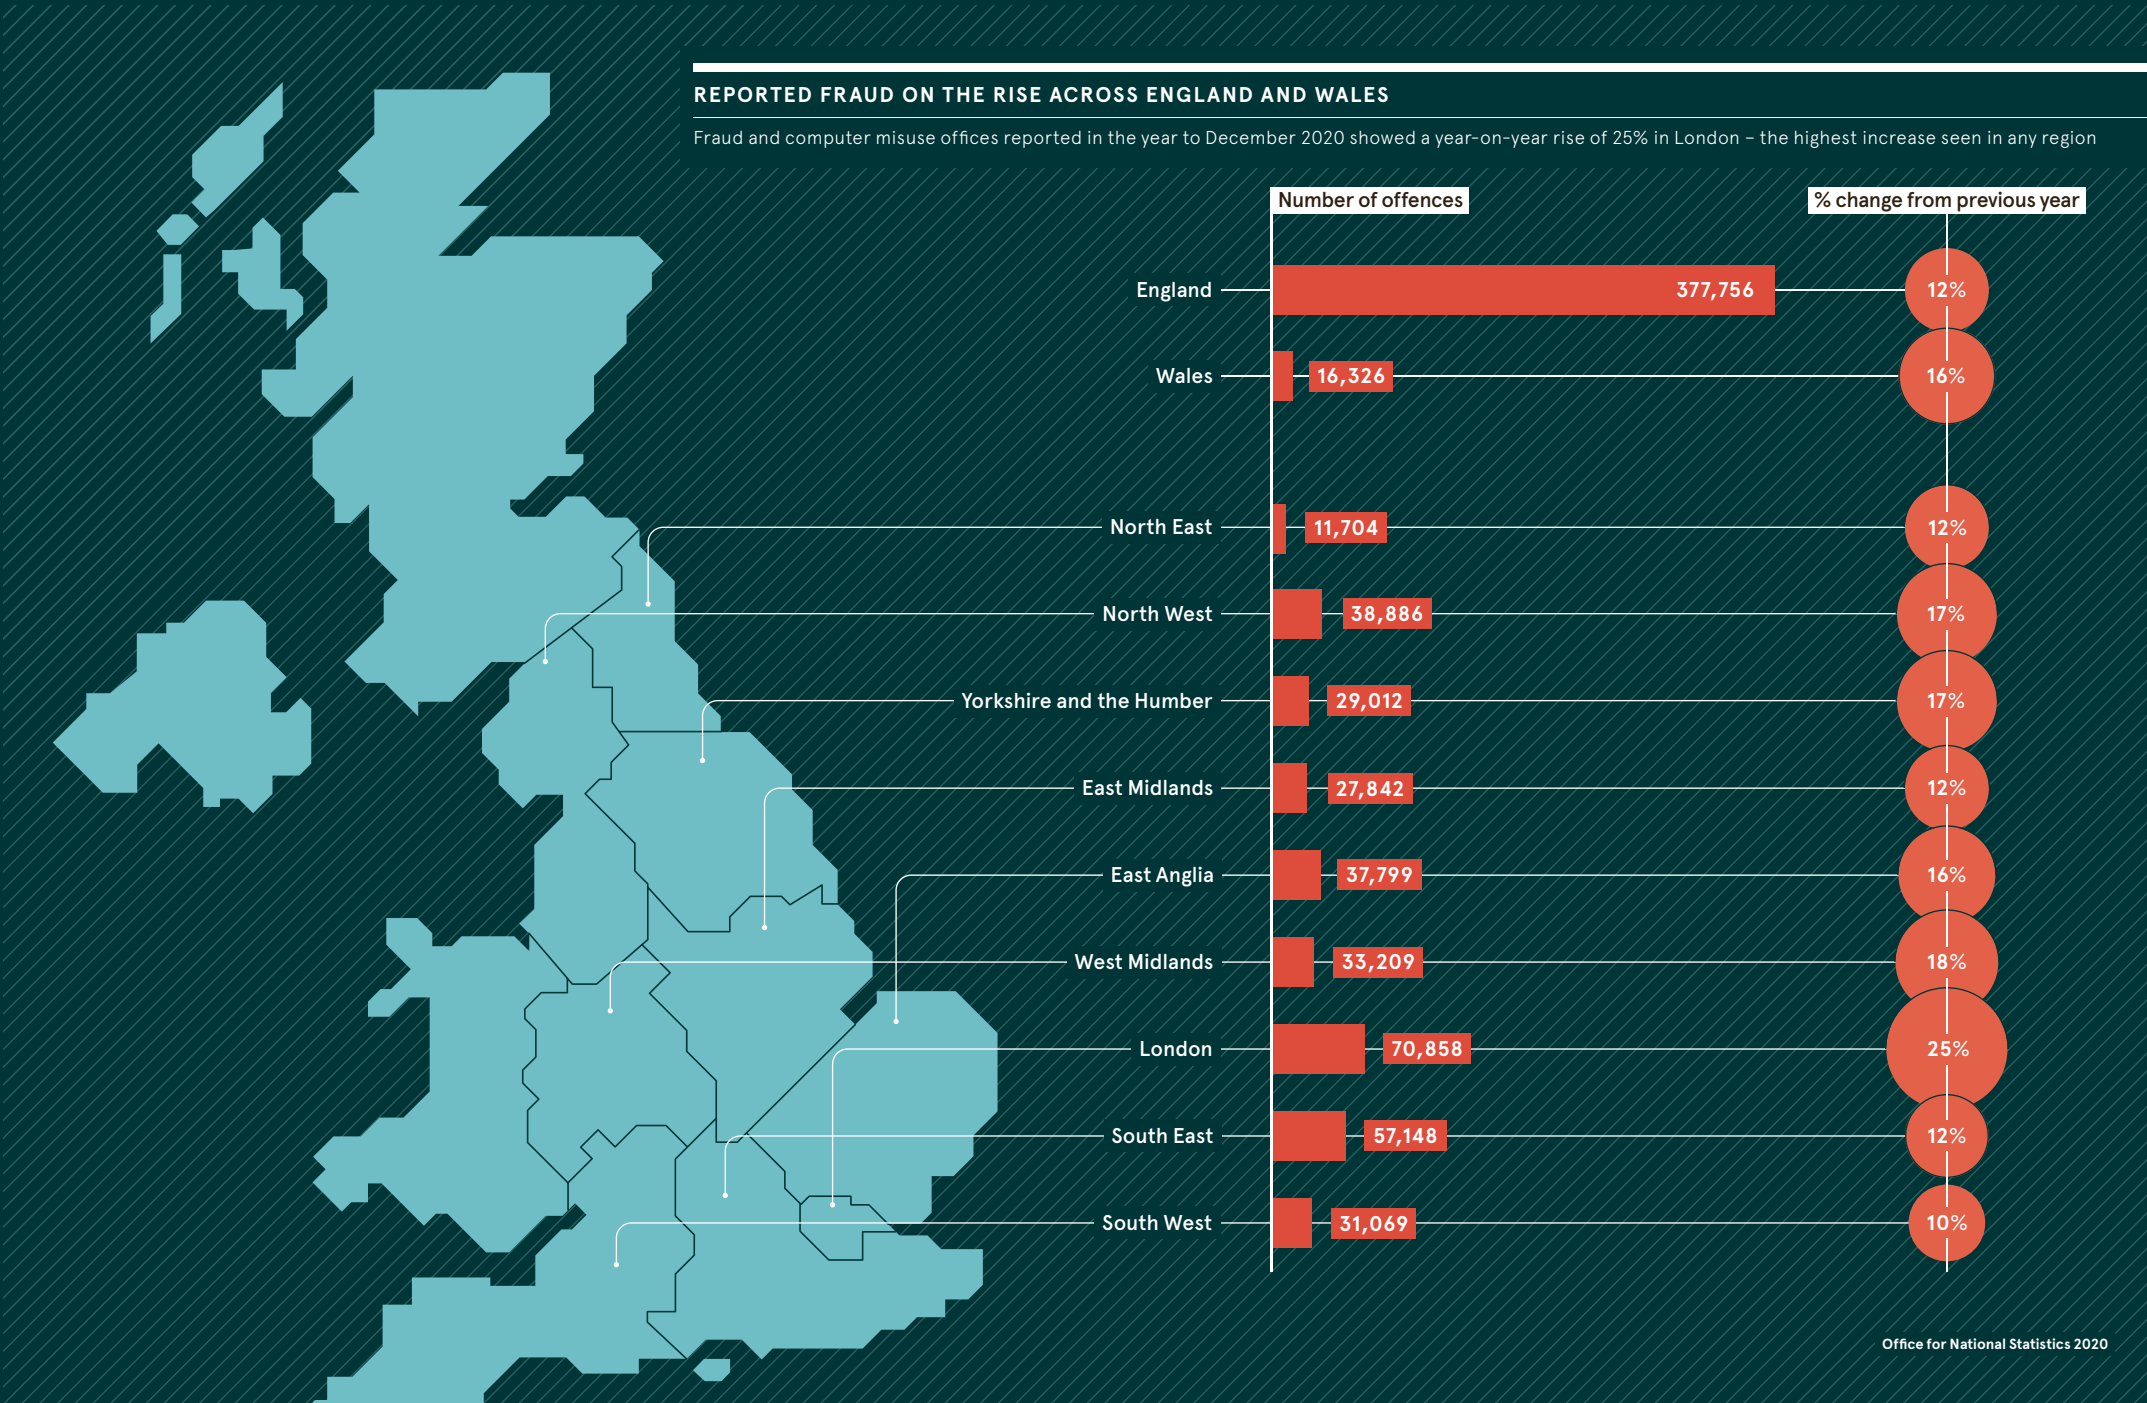 REPORTED FRAUD ON THE RISE ACROSS ENGLAND AND WALES
Fraud and computer misuse offices reported in the year to December 2020 showed a year-on-year rise of 25% in London – the highest increase seen in any region
Number of offences % change from previous year
England 377,756 12%
Wales 16,326 16%
North East 11,704 12%
North West 38,886 17%
Yorkshire and the Humber 29,012 17%
East Midlands 27,842 12%
East Anglia 37,799 16%
West Midlands 33,209 18%
London 70,858 25%
South East 57,148 12%
South West 31,069 10%
Office for National Statistics 2020